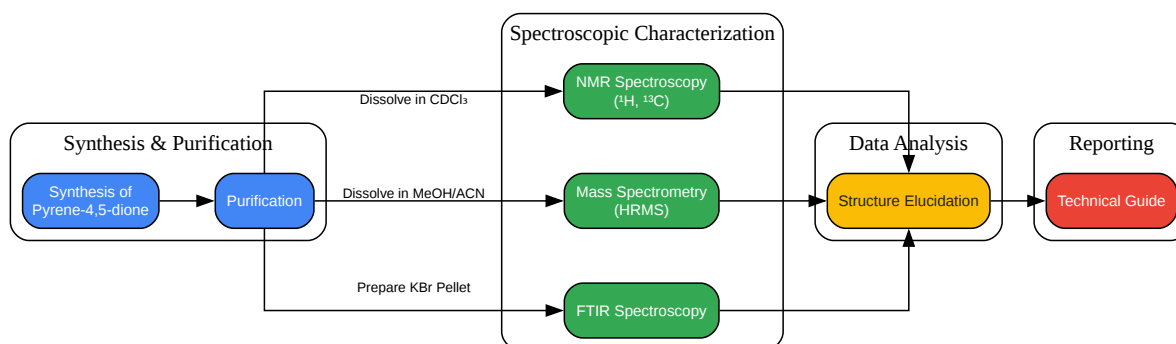 Spectroscopic Characterization
NMR Spectroscopy
(¹H, ¹³C)
Dissolve in CDCl₃
Synthesis & Purification
Data Analysis
Reporting
Synthesis of
Pyrene-4,5-dione
Purification
Dissolve in MeOH/ACN
Mass Spectrometry
(HRMS)
Structure Elucidation
Technical Guide
Prepare KBr Pellet
FTIR Spectroscopy